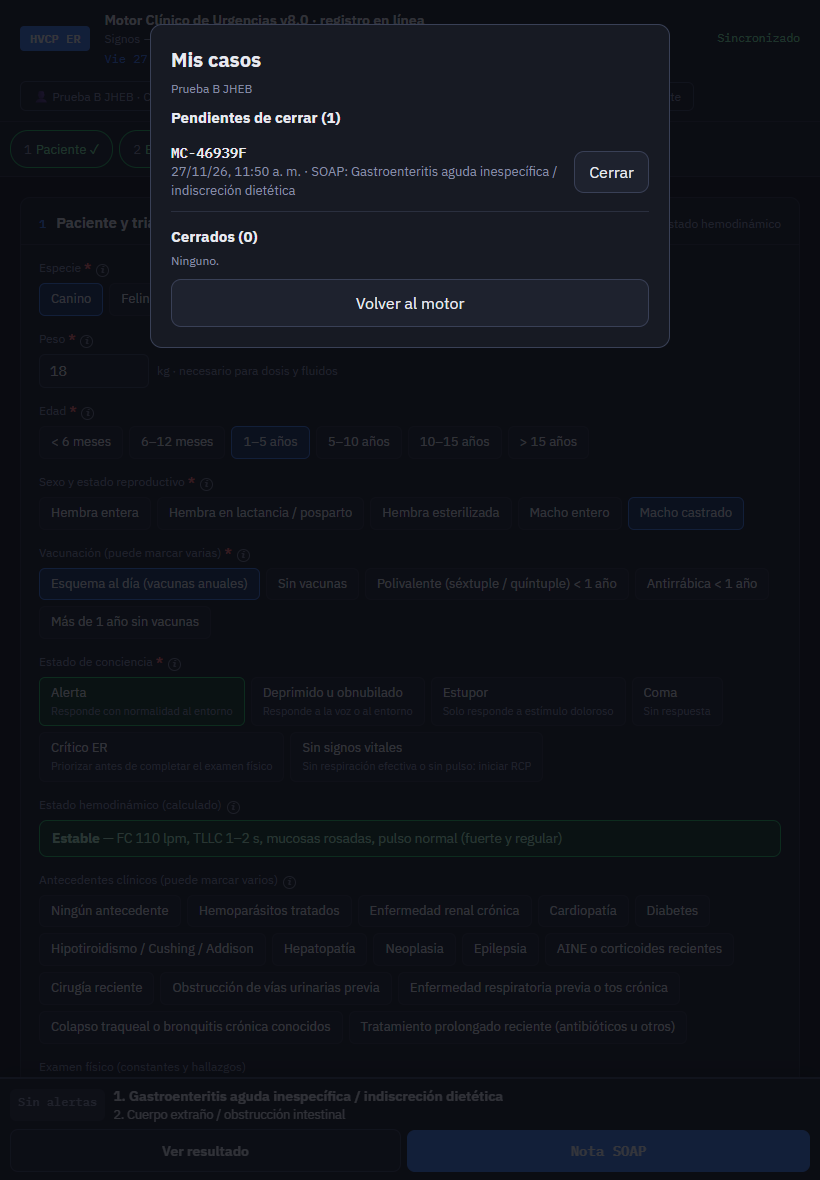 Motor Clínico de Urgencias v8.0 · registro en línea
HVCP ER
Signos —
Vie 27
Sincronizado
Prueba B JHEB ·
Mis casos
Prueba B JHEB
Pendientes de cerrar (1)
MC-46939F
27/11/26, 11:50 a. m. · SOAP: Gastroenteritis aguda inespecífica /
indiscreción dietética
Cerrar
Cerrados (0)
Ninguno.
Volver al motor
1 Paciente ✓
2
1 Paciente y tria
stado hemodinámico
Especie *
Canino
Felin
Peso *
18
kg · necesario para dosis y fluidos
Edad *
< 6 meses
6–12 meses
1–5 años
5–10 años
10–15 años
> 15 años
Sexo y estado reproductivo *
Hembra entera
Hembra en lactancia / posparto
Hembra esterilizada
Macho entero
Macho castrado
Vacunación (puede marcar varias) *
Esquema al día (vacunas anuales)
Sin vacunas
Polivalente (séxtuple / quíntuple) < 1 año
Antirrábica < 1 año
Más de 1 año sin vacunas
Estado de conciencia *
Alerta
Responde con normalidad al entorno
Deprimido u obnubilado
Responde a la voz o al entorno
Estupor
Solo responde a estímulo doloroso
Coma
Sin respuesta
Crítico ER
Priorizar antes de completar el examen físico
Sin signos vitales
Sin respiración efectiva o sin pulso: iniciar RCP
Estado hemodinámico (calculado)
Estable — FC 110 lpm, TLLC 1–2 s, mucosas rosadas, pulso normal (fuerte y regular)
Antecedentes clínicos (puede marcar varios)
Ningún antecedente
Hemoparásitos tratados
Enfermedad renal crónica
Cardiopatía
Diabetes
Hipotiroidismo / Cushing / Addison
Hepatopatía
Neoplasia
Epilepsia
AINE o corticoides recientes
Cirugía reciente
Obstrucción de vías urinarias previa
Enfermedad respiratoria previa o tos crónica
Colapso traqueal o bronquitis crónica conocidos
Tratamiento prolongado reciente (antibióticos u otros)
Examen físico (constantes y hallazgos)
Sin alertas
1. Gastroenteritis aguda inespecífica / indiscreción dietética
2. Cuerpo extraño / obstrucción intestinal
Ver resultado
Nota SOAP